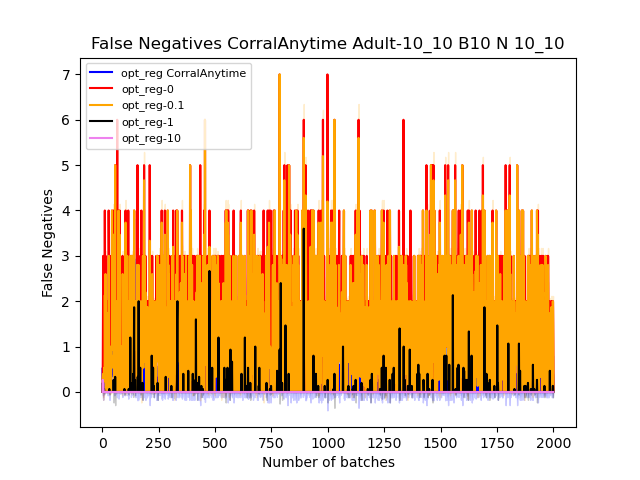 False Negatives CorralAnytime Adult-10_10 B10 N 10_10
opt_reg CorralAnytime
opt_reg-0
opt_reg-0.1
opt_reg-1
opt_reg-10
False Negatives
7
6
5
4
3
2
1
0
0 250 500 750 1000 1250 1500 1750 2000
Number of batches